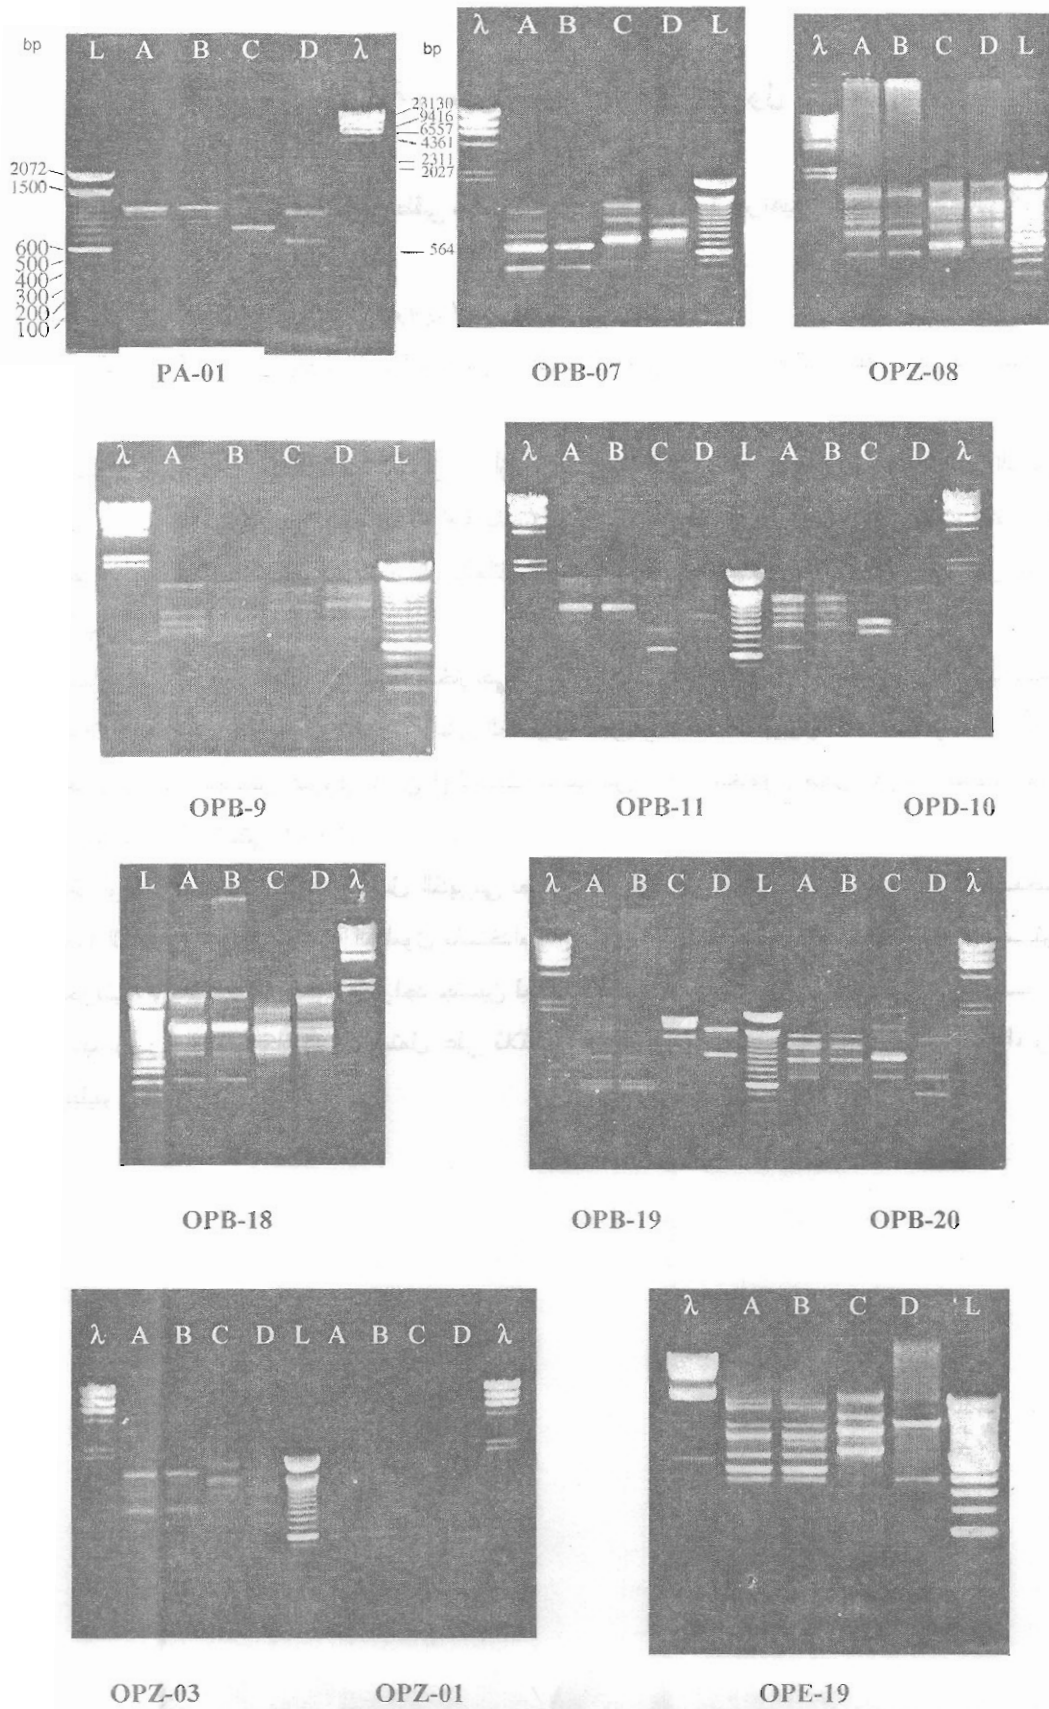 bp
L A B C D λ
2072
1500
600
500
400
300
200
100
bp
23130
9416
6557
4361
2311
2027
564
PA-01
λ A B C D L
OPB-07
λ A B C D L
OPZ-08
λ A B C D L
OPB-9
λ A B C D L A B C D λ
OPB-11 OPD-10
L A B C D λ
OPB-18
λ A B C D L A B C D λ
OPB-19 OPB-20
λ A B C D L A B C D λ
OPZ-03 OPZ-01
λ A B C D L
OPE-19